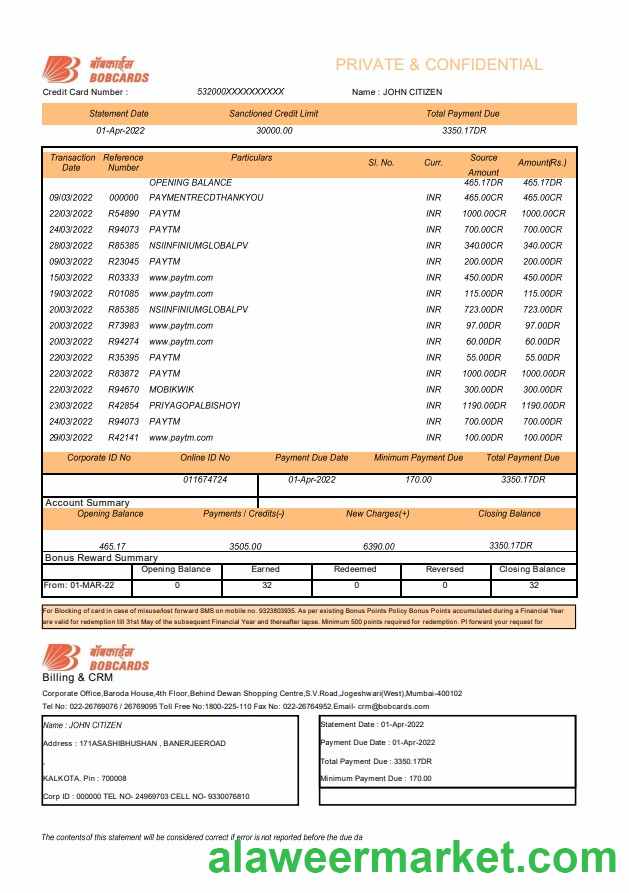 बॉबकार्ड्स PRIVATE & CONFIDENTIAL
BOBCARDS
Credit Card Number : 532000XXXXXXXXXX Name : JOHN CITIZEN
Statement Date Sanctioned Credit Limit Total Payment Due
01-Apr-2022 30000.00 3350.17DR
Transaction Date Reference Number Particulars Sl. No. Curr. Source Amount Amount(Rs.)
OPENING BALANCE 465.17DR 465.17DR
09/03/2022 000000 PAYMENTRECDTHANKYOU INR 465.00CR 465.00CR
22/03/2022 R54890 PAYTM INR 1000.00CR 1000.00CR
24/03/2022 R94073 PAYTM INR 700.00CR 700.00CR
28/03/2022 R85385 NSIINFINIUMGLOBALPV INR 340.00CR 340.00CR
09/03/2022 R23045 PAYTM INR 200.00DR 200.00DR
15/03/2022 R03333 www.paytm.com INR 450.00DR 450.00DR
19/03/2022 R01085 www.paytm.com INR 115.00DR 115.00DR
20/03/2022 R85385 NSIINFINIUMGLOBALPV INR 723.00DR 723.00DR
20/03/2022 R73983 www.paytm.com INR 97.00DR 97.00DR
20/03/2022 R94274 www.paytm.com INR 60.00DR 60.00DR
22/03/2022 R35395 PAYTM INR 55.00DR 55.00DR
22/03/2022 R83872 PAYTM INR 1000.00DR 1000.00DR
22/03/2022 R94670 MOBIKWIK INR 300.00DR 300.00DR
23/03/2022 R42854 PRIYAGOPALBISHOYI INR 1190.00DR 1190.00DR
24/03/2022 R94073 PAYTM INR 700.00DR 700.00DR
29/03/2022 R42141 www.paytm.com INR 100.00DR 100.00DR
Corporate ID No Online ID No Payment Due Date Minimum Payment Due Total Payment Due
011674724 01-Apr-2022 170.00 3350.17DR
Account Summary
Opening Balance Payments / Credits(-) New Charges(+) Closing Balance
465.17 3505.00 6390.00 3350.17DR
Bonus Reward Summary
Opening Balance Earned Redeemed Reversed Closing Balance
From: 01-MAR-22 0 32 0 0 32
For Blocking of card in case of misuse/lost forward SMS on mobile no. 9323803935. As per existing Bonus Points Policy Bonus Points accumulated during a Financial Year
are valid for redemption till 31st May of the subsequent Financial Year and thereafter lapse. Minimum 500 points required for redemption. Pl forward your request for
बॉबकार्ड्स
BOBCARDS
Billing & CRM
Corporate Office,Baroda House,4th Floor,Behind Dewan Shopping Centre,S.V.Road,Jogeshwari(West),Mumbai-400102
Tel No: 022-26769076 / 26769095 Toll Free No:1800-225-110 Fax No: 022-26764952.Email- crm@bobcards.com
Name : JOHN CITIZEN
Address : 171ASASHIBHUSHAN , BANERJEEROAD
,
KALKOTA. Pin : 700008
Corp ID : 000000 TEL NO- 24969703 CELL NO- 9330076810
Statement Date : 01-Apr-2022
Payment Due Date : 01-Apr-2022
Total Payment Due : 3350.17DR
Minimum Payment Due : 170.00
The contents of this statement will be considered correct if error is not reported before the due da
alaweermarket.com